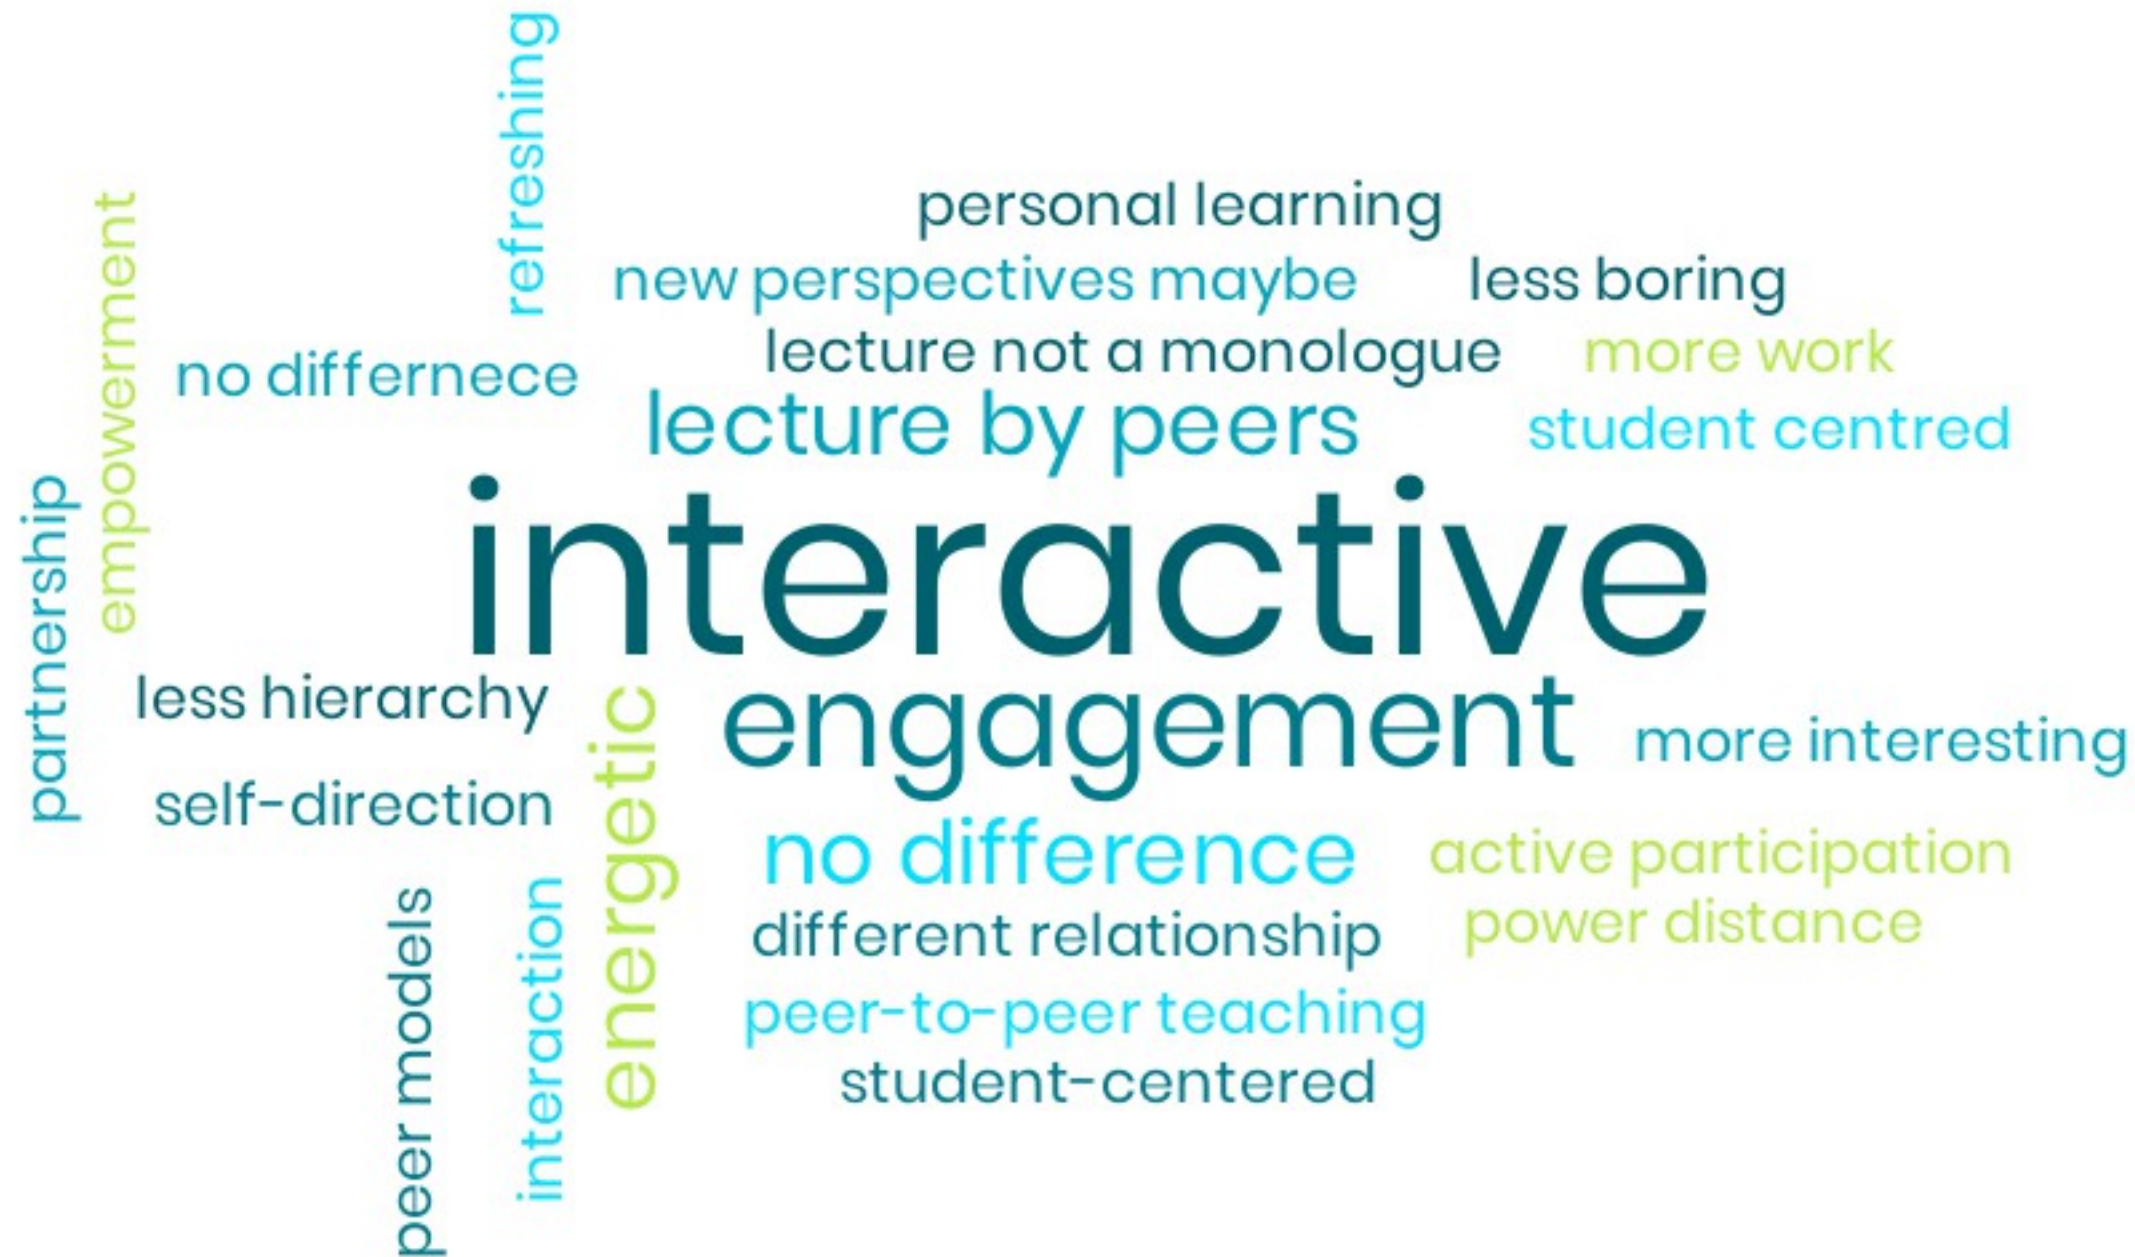 refreshing
personal learning
empowerment
new perspectives maybe
less boring
lecture not a monologue
more work
no differnece
lecture by peers
student centred
partnership
interactive
less hierarchy
engagement
more interesting
self-direction
energetic
no difference
active participation
peer models
interaction
different relationship
power distance
peer-to-peer teaching
student-centered